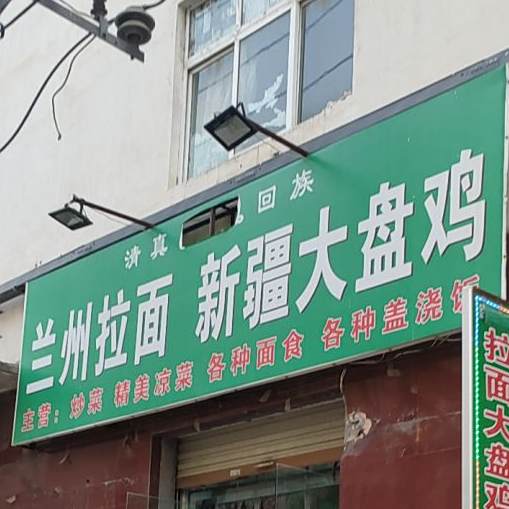 清真 回族
兰州拉面 新疆大盘鸡
主营: 炒菜 精美凉菜 各种面食 各种盖浇饭
拉面大盘鸡